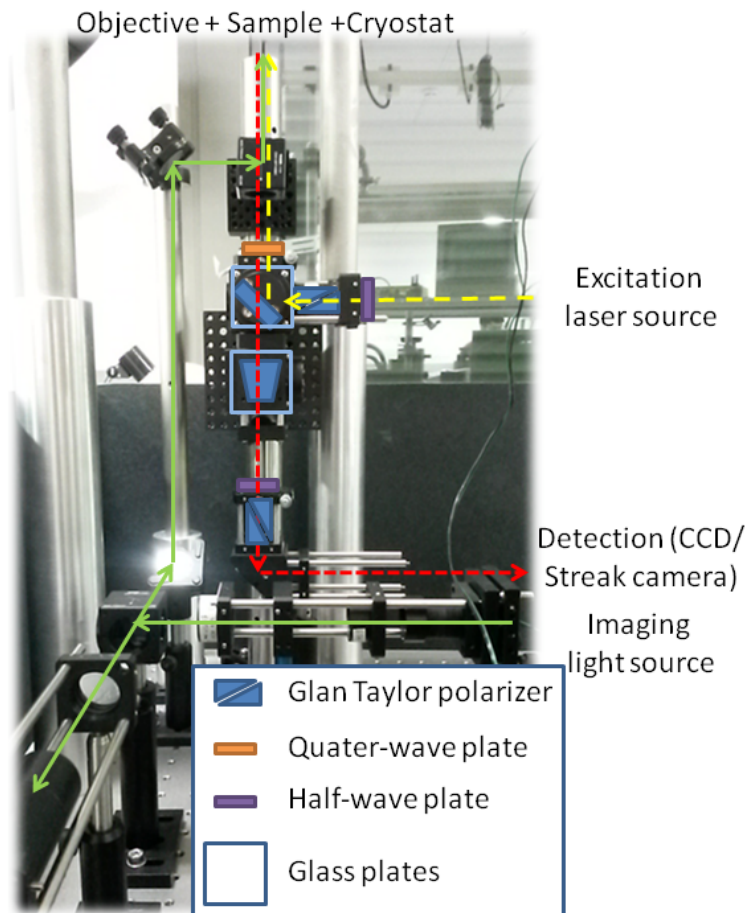 Objective + Sample +Cryostat
Excitation
laser source
Detection (CCD/
Streak camera)
Imaging
light source
Glan Taylor polarizer
Quater-wave plate
Half-wave plate
Glass plates